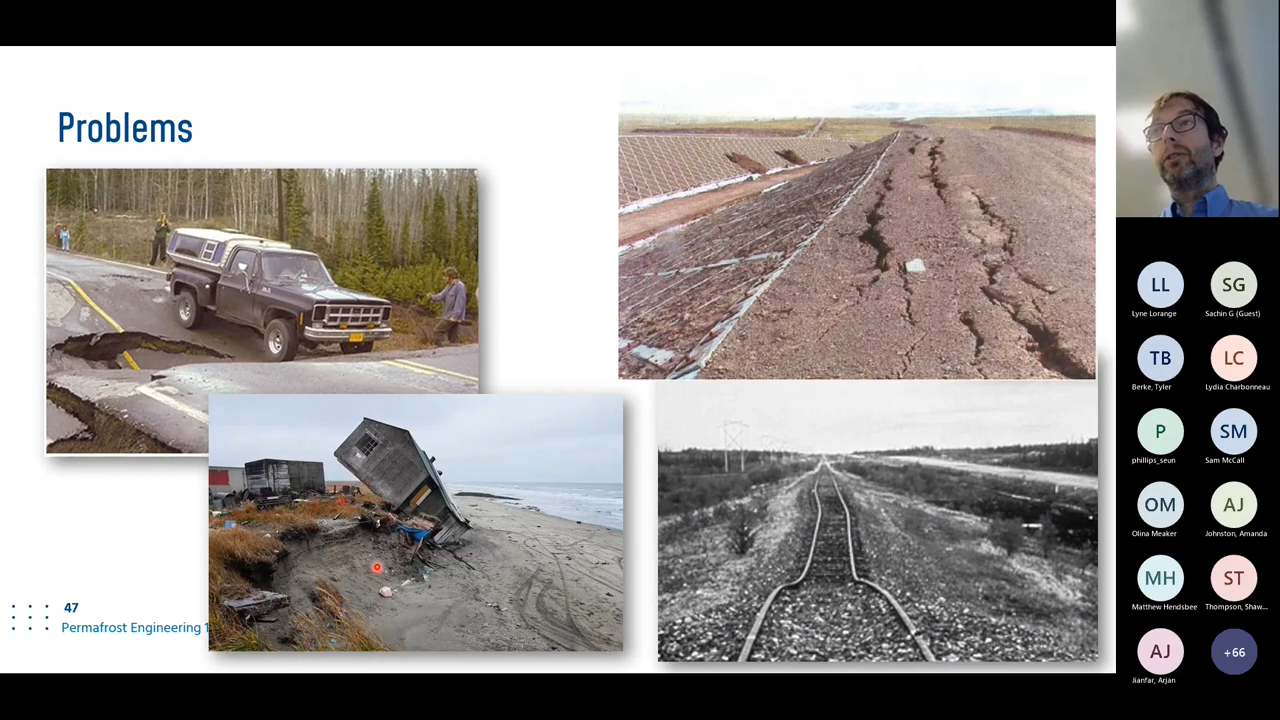 Problems
47
Permafrost Engineering 1
LL
SG
Lyne Lorange
Sachin G (Guest)
TB
LC
Berke, Tyler
Lydia Charbonneau
P
SM
phillips_seun
Sam McCall
OM
AJ
Olina Meaker
Johnston, Amanda
MH
ST
Matthew Hendsbee
Thompson, Shaw...
AJ
+66
Jianfar, Arjan